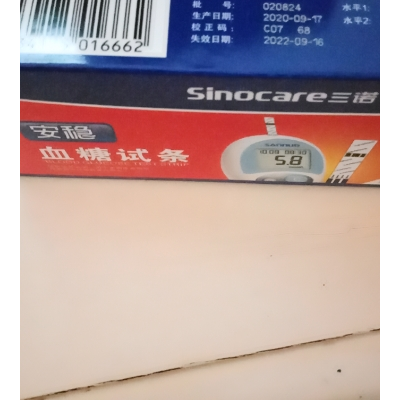 批 号: 020824 水平1:
生产日期: 2020-09-17 水平2:
校正码: C07 68
失效日期: 2022-09-16
016662
Sinocare三诺
安稳
血糖试条
SANNUO
5.8